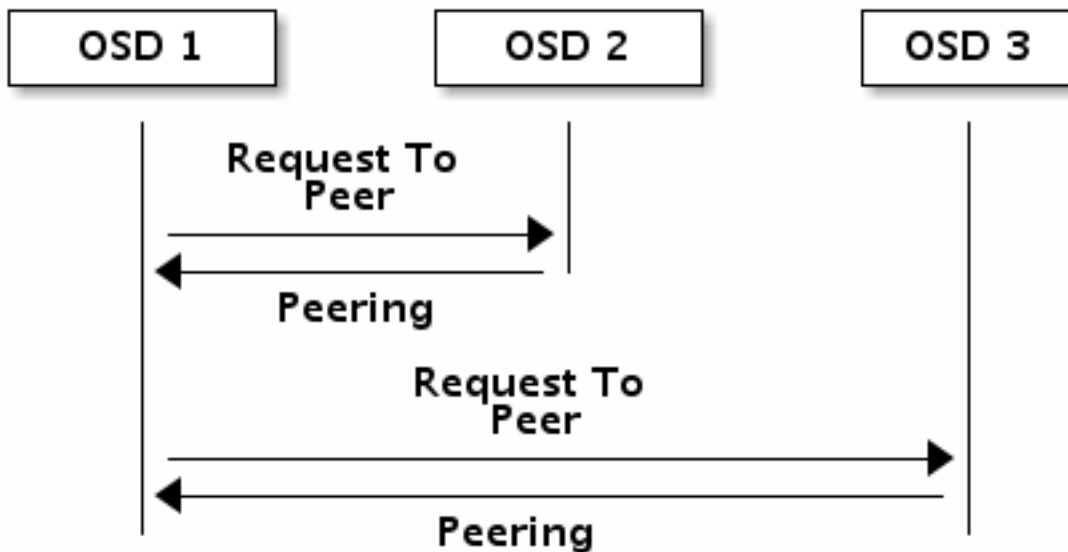 OSD 1
OSD 2
OSD 3
Request To
Peer
Peering
Request To
Peer
Peering